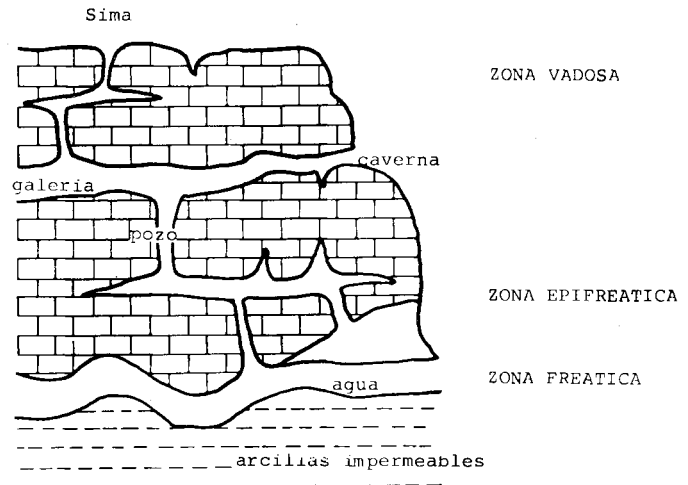 Sima
ZONA VADOSA
caverna
galeria
pozo
ZONA EPIFREATICA
ZONA FREATICA
agua
arcillas impermeables